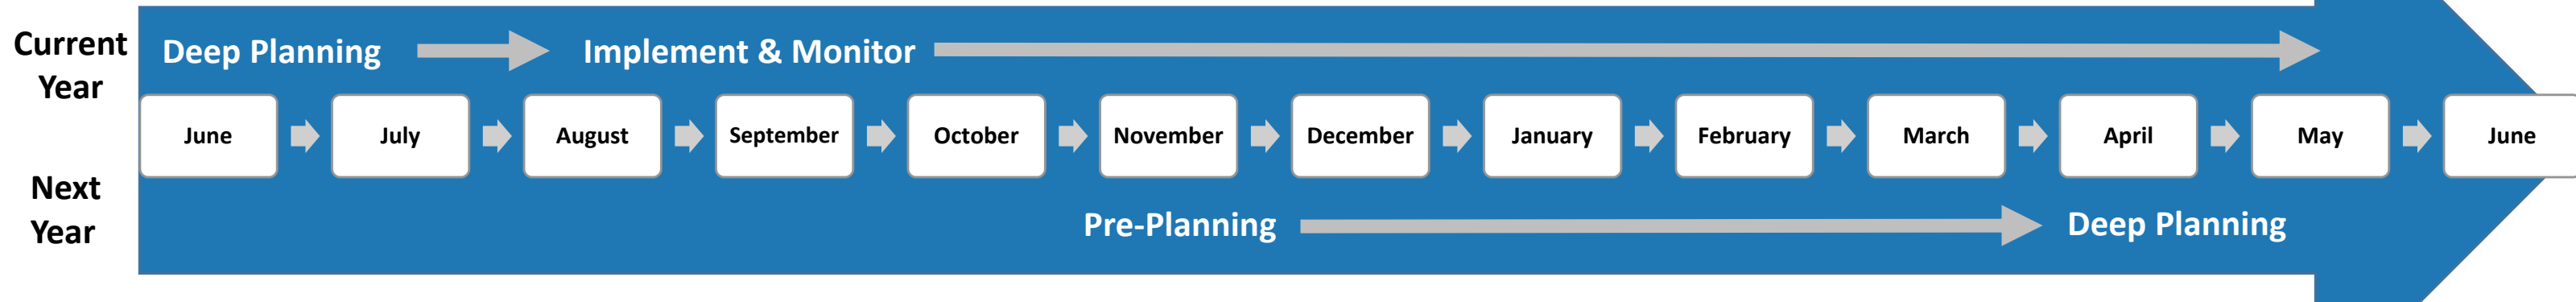 Current
Year
Deep Planning Implement & Monitor
June July August September October November December January February March April May June
Next
Year
Pre-Planning Deep Planning